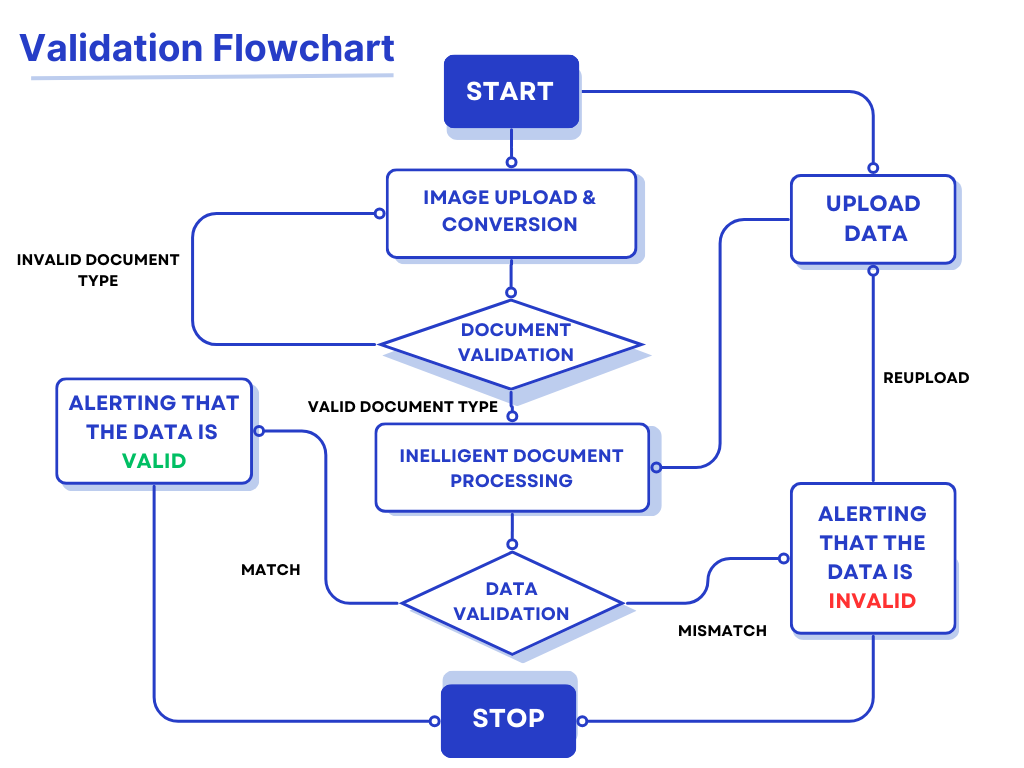 Validation Flowchart
START
IMAGE UPLOAD &
CONVERSION
UPLOAD
DATA
INVALID DOCUMENT
TYPE
DOCUMENT
VALIDATION
REUPLOAD
ALERTING THAT
THE DATA IS
VALID
VALID DOCUMENT TYPE
INELLIGENT DOCUMENT
PROCESSING
ALERTING
THAT THE
DATA IS
INVALID
MATCH
DATA
VALIDATION
MISMATCH
STOP